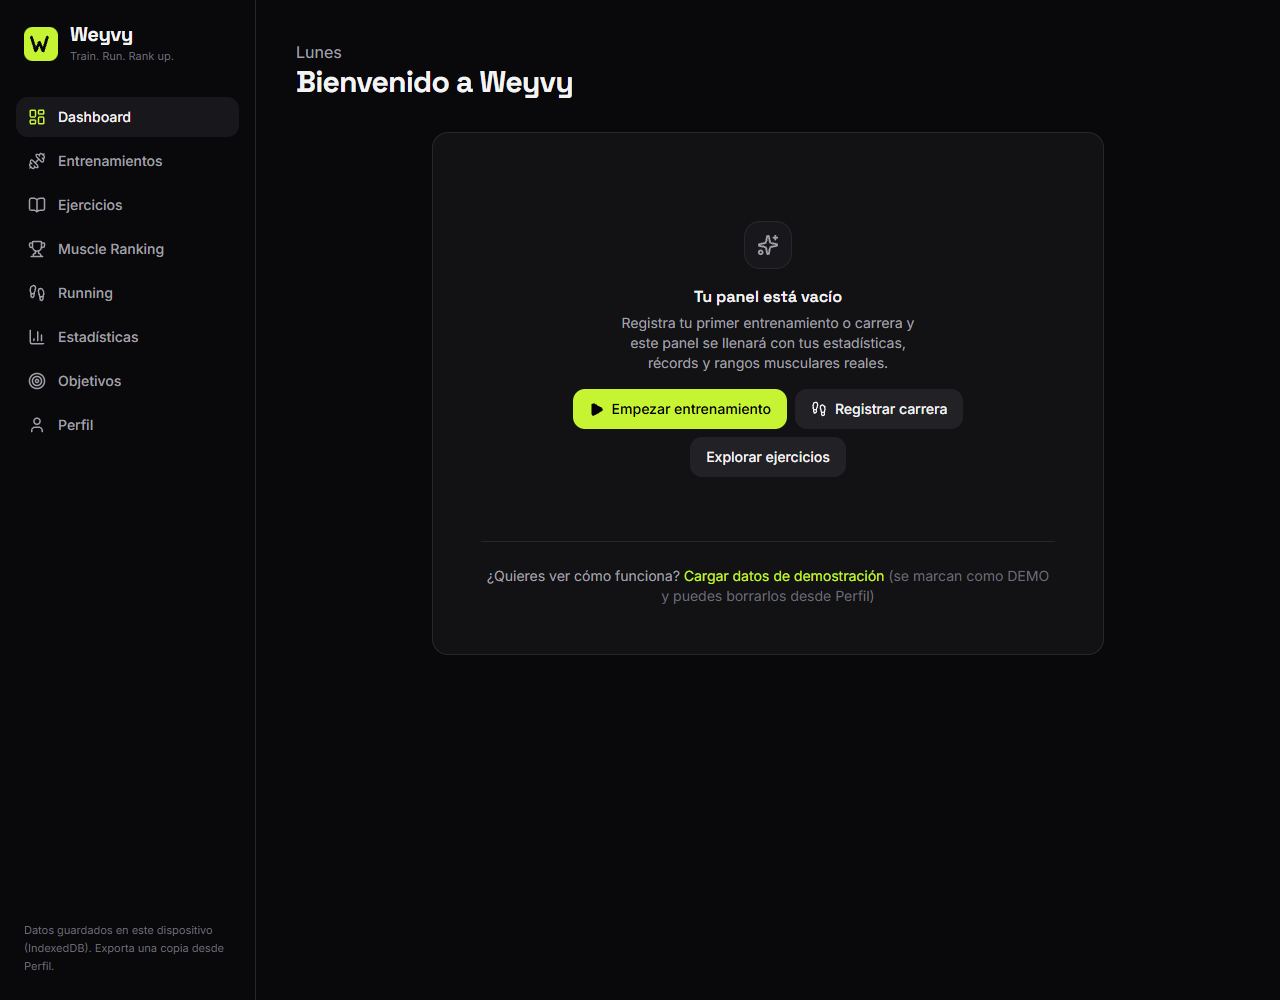 W
Weyvy
Train. Run. Rank up.
Dashboard
Entrenamientos
Ejercicios
Muscle Ranking
Running
Estadísticas
Objetivos
Perfil
Datos guardados en este dispositivo
(IndexedDB). Exporta una copia desde
Perfil.
Lunes
Bienvenido a Weyvy
Tu panel está vacío
Registra tu primer entrenamiento o carrera y
este panel se llenará con tus estadísticas,
récords y rangos musculares reales.
Empezar entrenamiento
Registrar carrera
Explorar ejercicios
¿Quieres ver cómo funciona? Cargar datos de demostración (se marcan como DEMO
y puedes borrarlos desde Perfil)